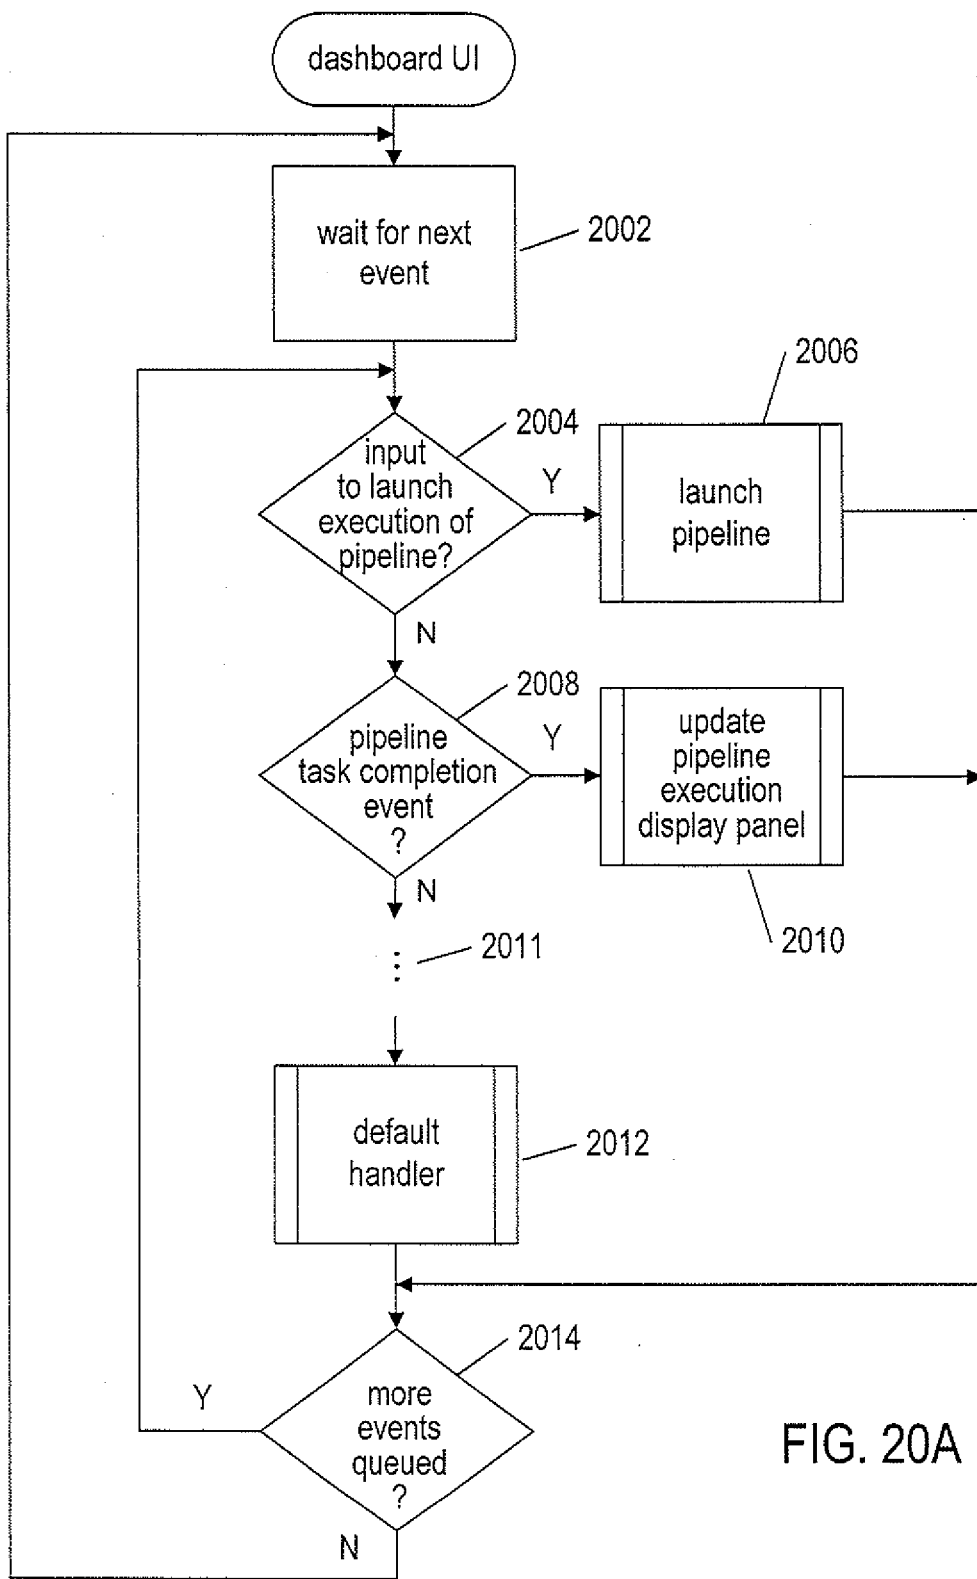 dashboard UI
wait for next
event
2002
2006
2004
input
to launch
execution of
pipeline?
Y
launch
pipeline
N
2008
pipeline
task completion
event
?
Y
update
pipeline
execution
display panel
N
2010
2011
⋮
default
handler
2012
2014
more
events
queued
?
Y
N
FIG. 20A